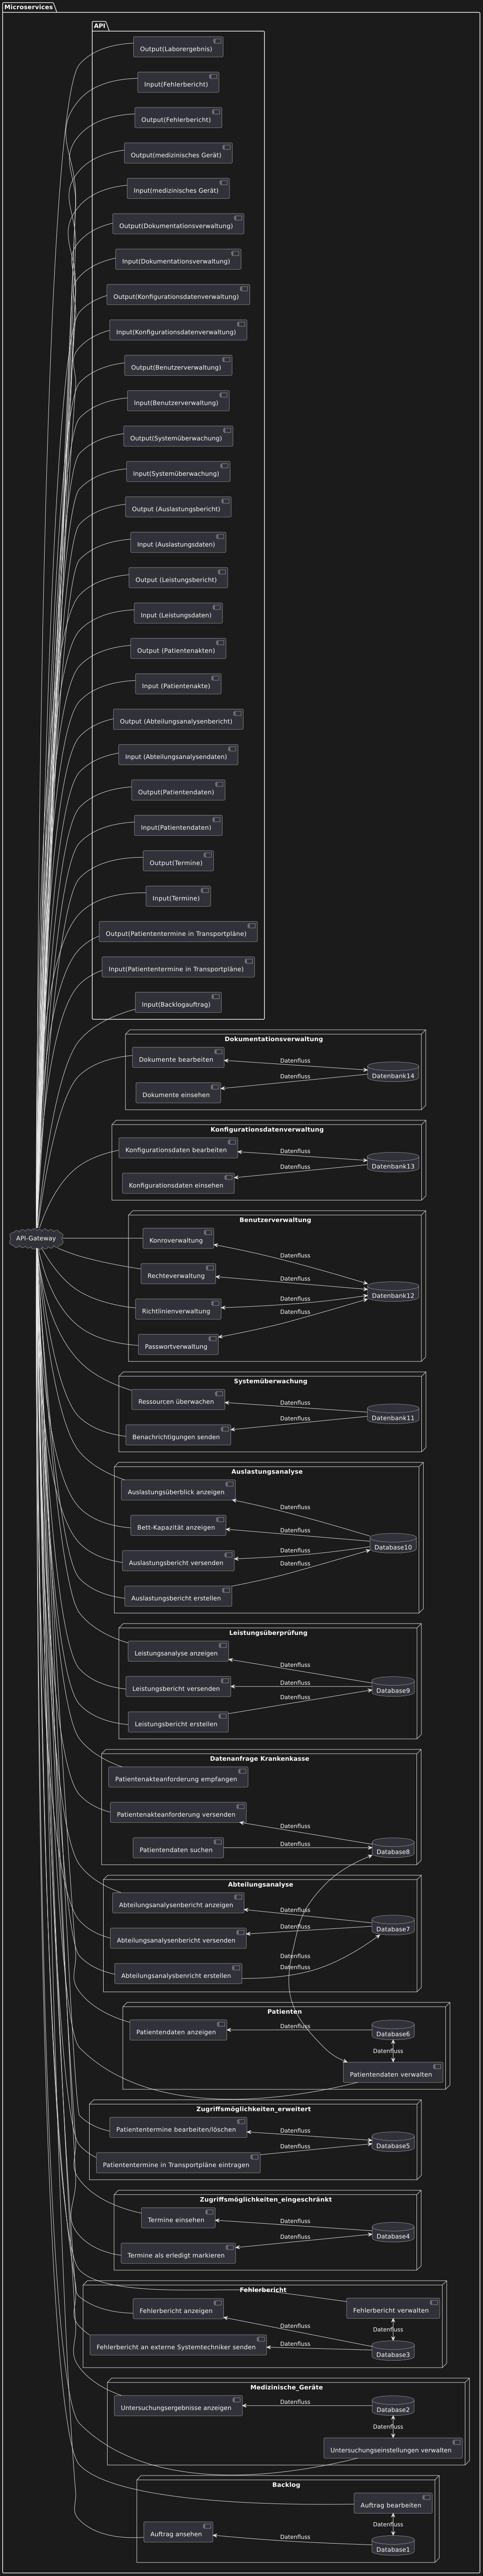 Microservices
API
Output(Laborergebnis)
Input(Fehlerbericht)
Output(Fehlerbericht)
Output(medizinisches Gerät)
Input(medizinisches Gerät)
Output(Dokumentationsverwaltung)
Input(Dokumentationsverwaltung)
Output(Konfigurationsdatenverwaltung)
Input(Konfigurationsdatenverwaltung)
Output(Benutzerverwaltung)
Input(Benutzerverwaltung)
Output(Systemüberwachung)
Input(Systemüberwachung)
Output (Auslastungsbericht)
Input (Auslastungsdaten)
Output (Leistungsbericht)
Input (Leistungsdaten)
Output (Patientenakten)
Input (Patientenakte)
Output (Abteilungsanalysenbericht)
Input (Abteilungsanalysendaten)
Output(Patientendaten)
Input(Patientendaten)
Output(Termine)
Input(Termine)
Output(Patiententermine in Transportpläne)
Input(Patiententermine in Transportpläne)
Input(Backlogauftrag)
Dokumentationsverwaltung
Dokumente bearbeiten
Datenfluss
Datenbank14
Datenfluss
Dokumente einsehen
Konfigurationsdatenverwaltung
Konfigurationsdaten bearbeiten
Datenfluss
Datenbank13
Datenfluss
Konfigurationsdaten einsehen
Benutzerverwaltung
API-Gateway
Konroverwaltung
Datenfluss
Rechteverwaltung
Datenfluss
Datenbank12
Datenfluss
Richtlinienverwaltung
Datenfluss
Passwortverwaltung
Systemüberwachung
Ressourcen überwachen
Datenfluss
Datenbank11
Datenfluss
Benachrichtigungen senden
Auslastungsanalyse
Auslastungsüberblick anzeigen
Datenfluss
Bett-Kapazität anzeigen
Datenfluss
Database10
Datenfluss
Auslastungsbericht versenden
Datenfluss
Auslastungsbericht erstellen
Leistungsüberprüfung
Leistungsanalyse anzeigen
Datenfluss
Leistungsbericht versenden
Datenfluss
Database9
Datenfluss
Leistungsbericht erstellen
Datenanfrage Krankenkasse
Patientenakteanforderung empfangen
Patientenakteanforderung versenden
Datenfluss
Patientendaten suchen
Datenfluss
Database8
Abteilungsanalyse
Abteilungsanalysenbericht anzeigen
Datenfluss
Database7
Datenfluss
Abteilungsanalysenbericht versenden
Datenfluss
Datenfluss
Abteilungsanalysbenricht erstellen
Patienten
Patientendaten anzeigen
Datenfluss
Database6
Datenfluss
Patientendaten verwalten
Zugriffsmöglichkeiten_erweitert
Patiententermine bearbeiten/löschen
Datenfluss
Database5
Datenfluss
Patiententermine in Transportpläne eintragen
Zugriffsmöglichkeiten_eingeschränkt
Termine einsehen
Datenfluss
Database4
Datenfluss
Termine als erledigt markieren
Fehlerbericht
Fehlerbericht anzeigen
Fehlerbericht verwalten
Datenfluss
Datenfluss
Datenfluss
Fehlerbericht an externe Systemtechniker senden
Database3
Medizinische_Geräte
Untersuchungsergebnisse anzeigen
Datenfluss
Database2
Datenfluss
Untersuchungseinstellungen verwalten
Backlog
Auftrag bearbeiten
Datenfluss
Auftrag ansehen
Datenfluss
Database1